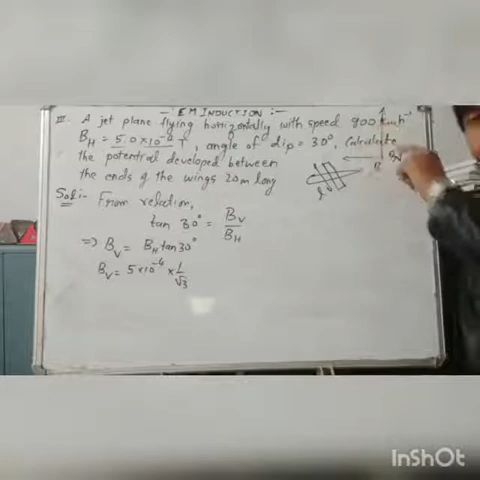 - : EM INDUCTION : -
III. A jet plane flying horizontally with speed 900 kmh⁻¹
B_H = 5.0 × 10⁻⁴ T, angle of dip = 30°, Calculate
the potential developed between
the ends of the wings 20m long
l
Solⁿ:- From relation,
tan 30° = B_V / B_H
⇒ B_V = B_H tan 30°
B_V = 5 × 10⁻⁴ × 1/√3
InShOt